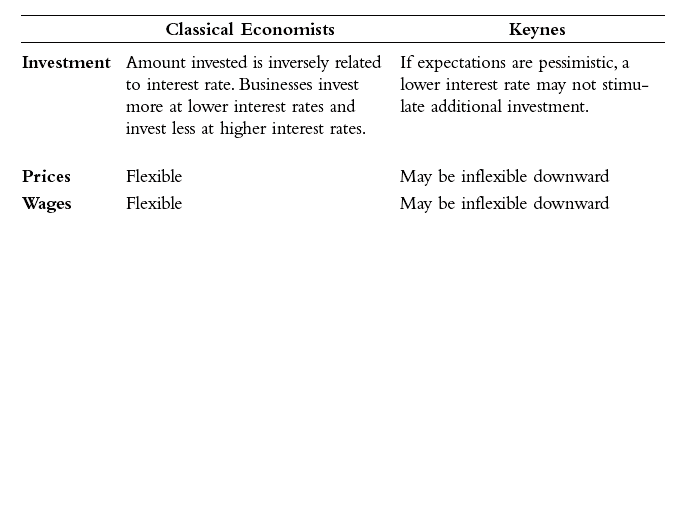 Classical Economists Keynes
Investment Amount invested is inversely related If expectations are pessimistic, a
to interest rate. Businesses invest lower interest rate may not stimu-
more at lower interest rates and late additional investment.
invest less at higher interest rates.
Prices Flexible May be inflexible downward
Wages Flexible May be inflexible downward